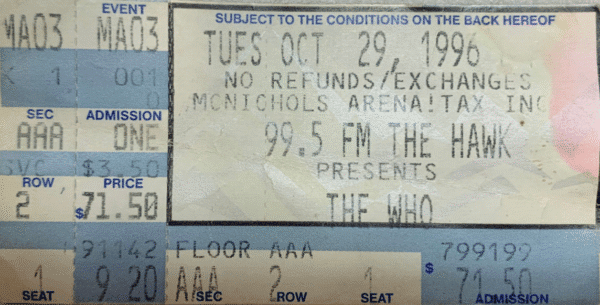 EVENT
SUBJECT TO THE CONDITIONS ON THE BACK HEREOF
MA03 MA03
TUES OCT 29, 1996
1 001
NO REFUNDS/EXCHANGES
0
MCNICHOLS ARENA!TAX INC
SEC ADMISSION
AAA ONE
99.5 FM THE HAWK
SVC $3.50
PRESENTS
ROW PRICE
2 $71.50
THE WHO
91142 FLOOR AAA 799199
1 9 20 AAA 2 1 $ 71.50
SEAT SEC ROW SEAT ADMISSION